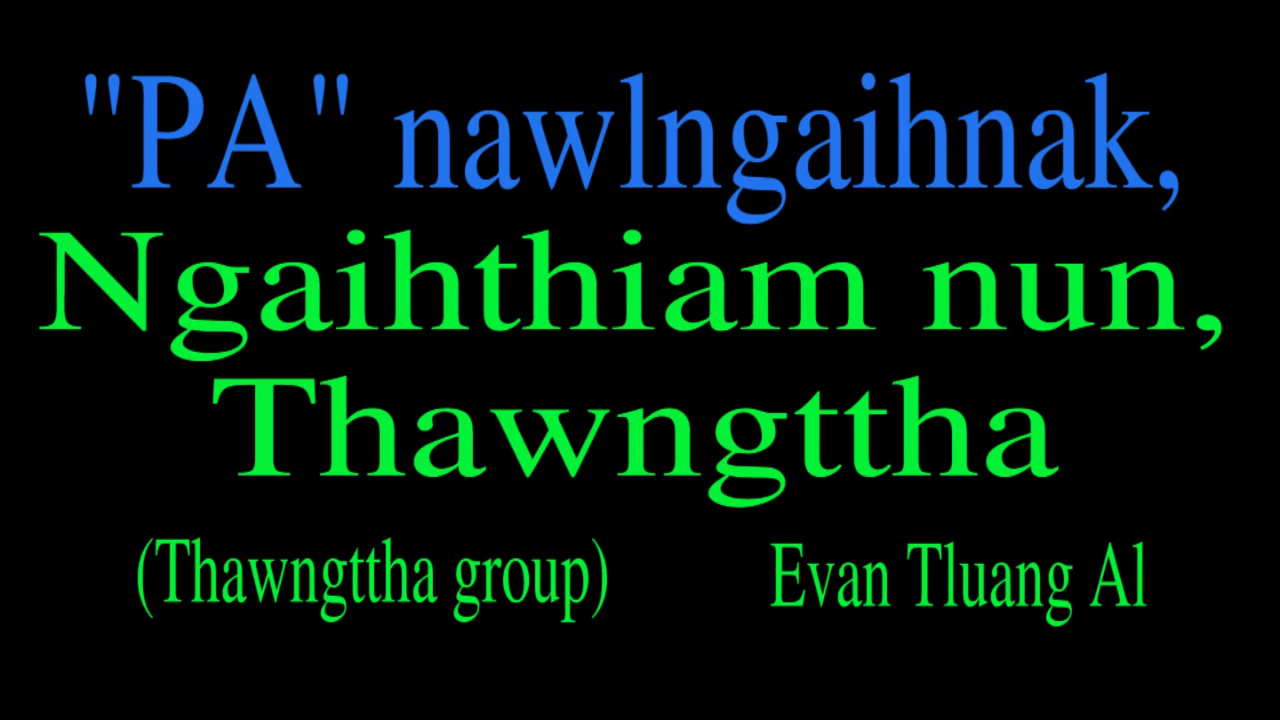 "PA" nawlngaihnak,
Ngaihthiam nun,
Thawngttha
(Thawngttha group) Evan Tluang Al